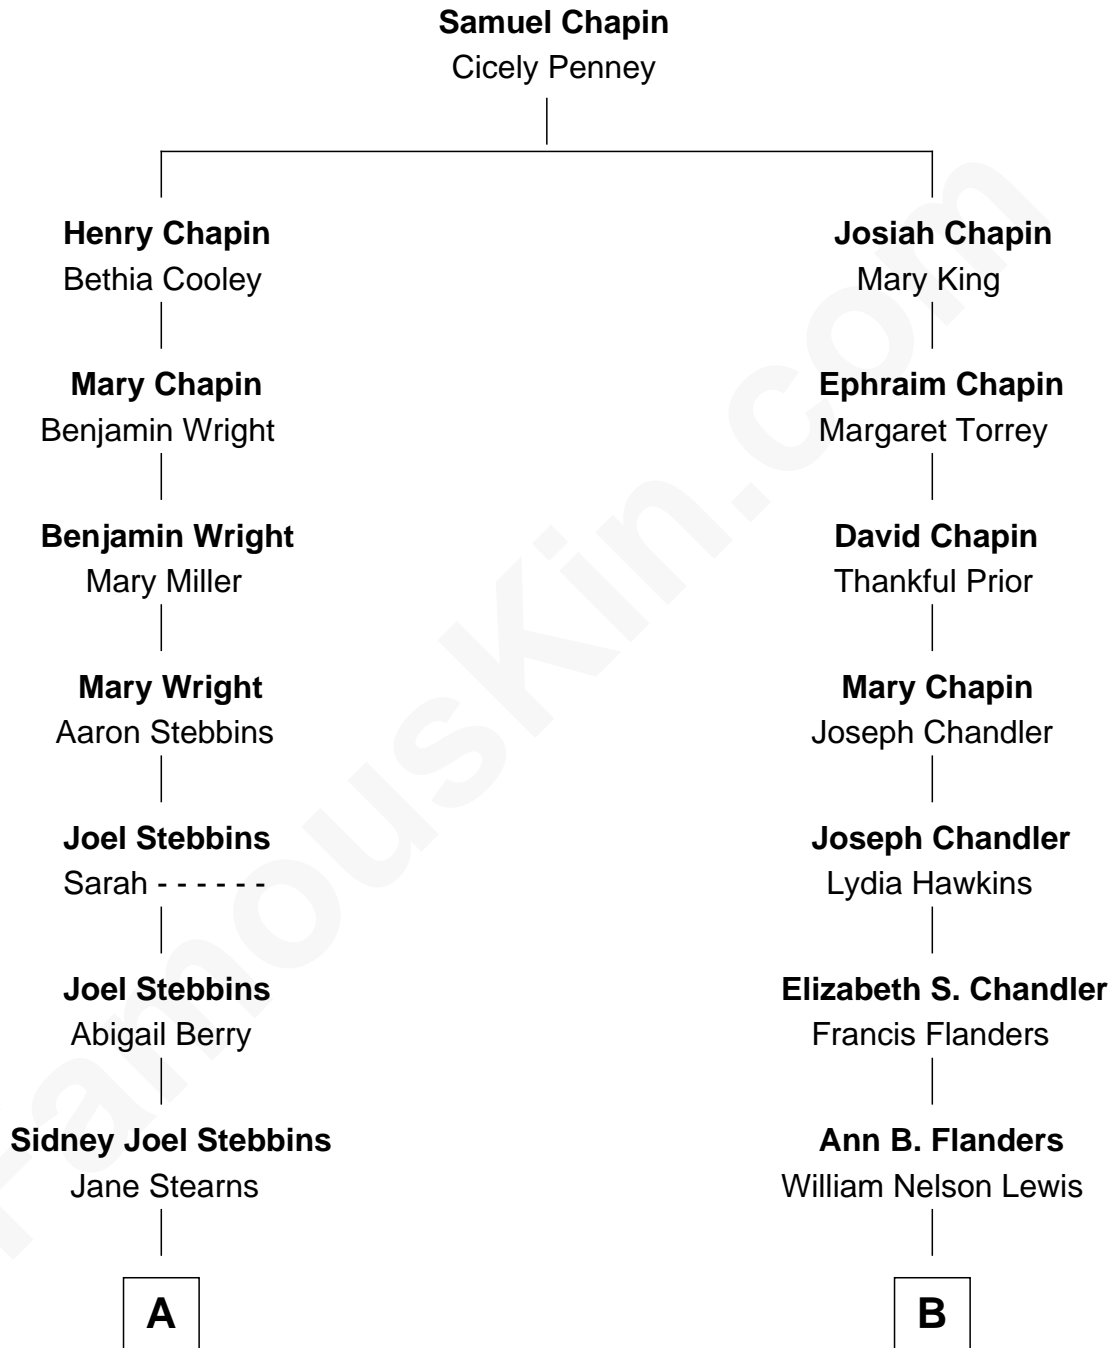 Samuel Chapin
Cicely Penney
Henry Chapin
Bethia Cooley
Josiah Chapin
Mary King
Mary Chapin
Benjamin Wright
Ephraim Chapin
Margaret Torrey
Benjamin Wright
Mary Miller
David Chapin
Thankful Prior
Mary Wright
Aaron Stebbins
Mary Chapin
Joseph Chandler
Joel Stebbins
Sarah - - - - - -
Joseph Chandler
Lydia Hawkins
Joel Stebbins
Abigail Berry
Elizabeth S. Chandler
Francis Flanders
Sidney Joel Stebbins
Jane Stearns
Ann B. Flanders
William Nelson Lewis
A
B
FamousKin.com